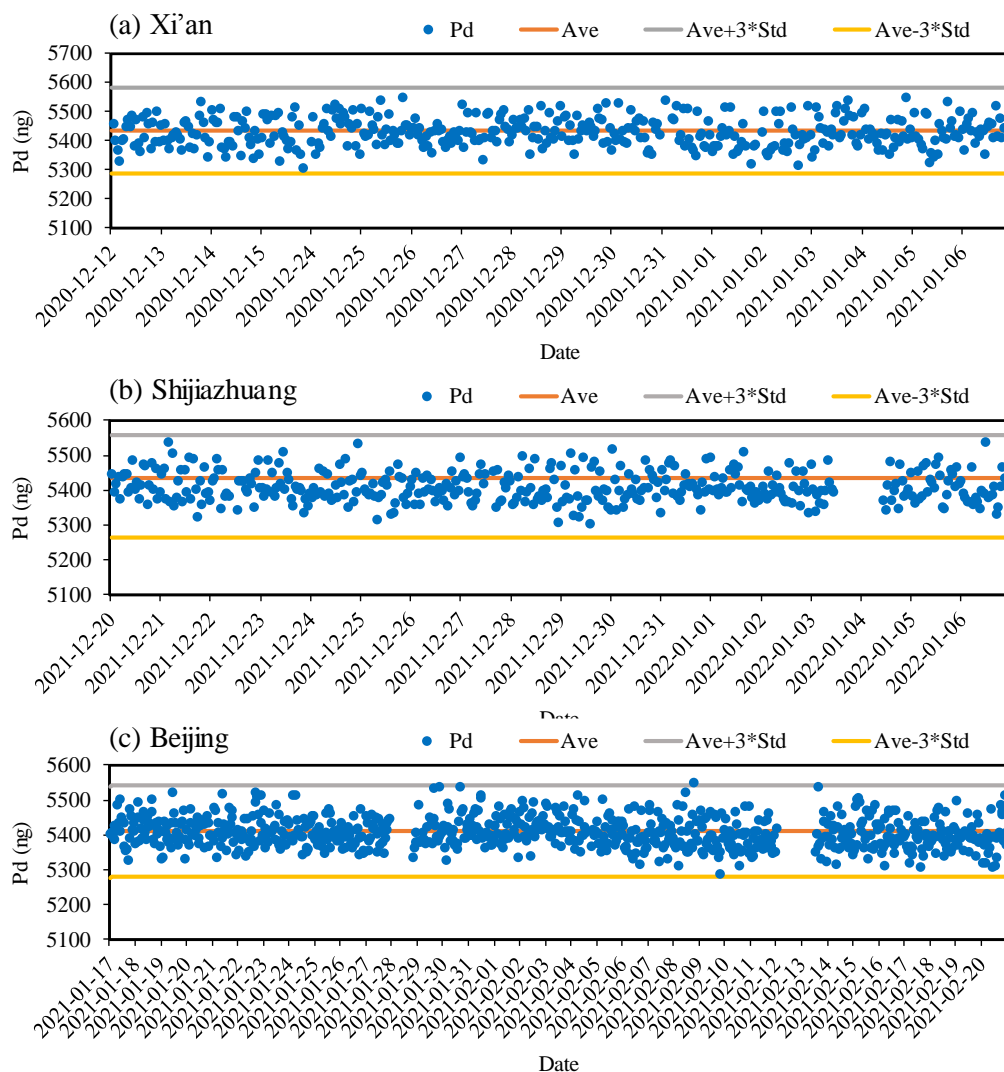 (a) Xi’an
Pd Ave Ave+3*Std Ave-3*Std
5700
5600
5500
5400
5300
5200
5100
Pd (ng)
2020-12-12 2020-12-13 2020-12-14 2020-12-15 2020-12-24 2020-12-25 2020-12-26 2020-12-27 2020-12-28 2020-12-29 2020-12-30 2020-12-31 2021-01-01 2021-01-02 2021-01-03 2021-01-04 2021-01-05 2021-01-06
Date
(b) Shijiazhuang
Pd Ave Ave+3*Std Ave-3*Std
5600
5500
5400
5300
5200
5100
Pd (ng)
2021-12-20 2021-12-21 2021-12-22 2021-12-23 2021-12-24 2021-12-25 2021-12-26 2021-12-27 2021-12-28 2021-12-29 2021-12-30 2021-12-31 2022-01-01 2022-01-02 2022-01-03 2022-01-04 2022-01-05 2022-01-06
Date
(c) Beijing
Pd Ave Ave+3*Std Ave-3*Std
5600
5500
5400
5300
5200
5100
Pd (ng)
2021-01-17 2021-01-18 2021-01-19 2021-01-20 2021-01-21 2021-01-22 2021-01-23 2021-01-24 2021-01-25 2021-01-26 2021-01-27 2021-01-28 2021-01-29 2021-01-30 2021-01-31 2021-02-01 2021-02-02 2021-02-03 2021-02-04 2021-02-05 2021-02-06 2021-02-07 2021-02-08 2021-02-09 2021-02-10 2021-02-11 2021-02-12 2021-02-13 2021-02-14 2021-02-15 2021-02-16 2021-02-17 2021-02-18 2021-02-19 2021-02-20
Date